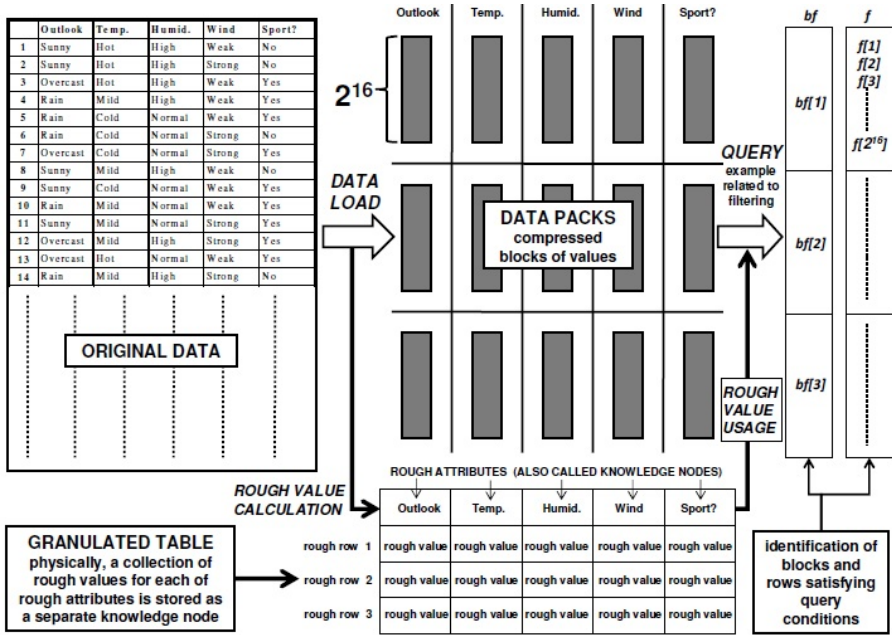 Outlook Temp. Humid. Wind Sport?
1 Sunny Hot High Weak No
2 Sunny Hot High Strong No
3 Overcast Hot High Weak Yes
4 Rain Mild High Weak Yes
5 Rain Cold Normal Weak Yes
6 Rain Cold Normal Strong No
7 Overcast Cold Normal Strong Yes
8 Sunny Mild High Weak No
9 Sunny Cold Normal Weak Yes
10 Rain Mild Normal Weak Yes
11 Sunny Mild Normal Strong Yes
12 Overcast Mild High Strong Yes
13 Overcast Hot Normal Weak Yes
14 Rain Mild High Strong No
ORIGINAL DATA
DATA
LOAD
Outlook Temp. Humid. Wind Sport?
2^16
DATA PACKS
compressed
blocks of values
QUERY
example
related to
filtering
bf f
bf[1]
f[1]
f[2]
f[3]
f[2^16]
bf[2]
bf[3]
ROUGH
VALUE
USAGE
ROUGH VALUE
CALCULATION
ROUGH ATTRIBUTES (ALSO CALLED KNOWLEDGE NODES)
Outlook Temp. Humid. Wind Sport?
rough row 1 rough value rough value rough value rough value rough value
rough row 2 rough value rough value rough value rough value rough value
rough row 3 rough value rough value rough value rough value rough value
GRANULATED TABLE
physically, a collection of
rough values for each of
rough attributes is stored as
a separate knowledge node
identification of
blocks and
rows satisfying
query
conditions